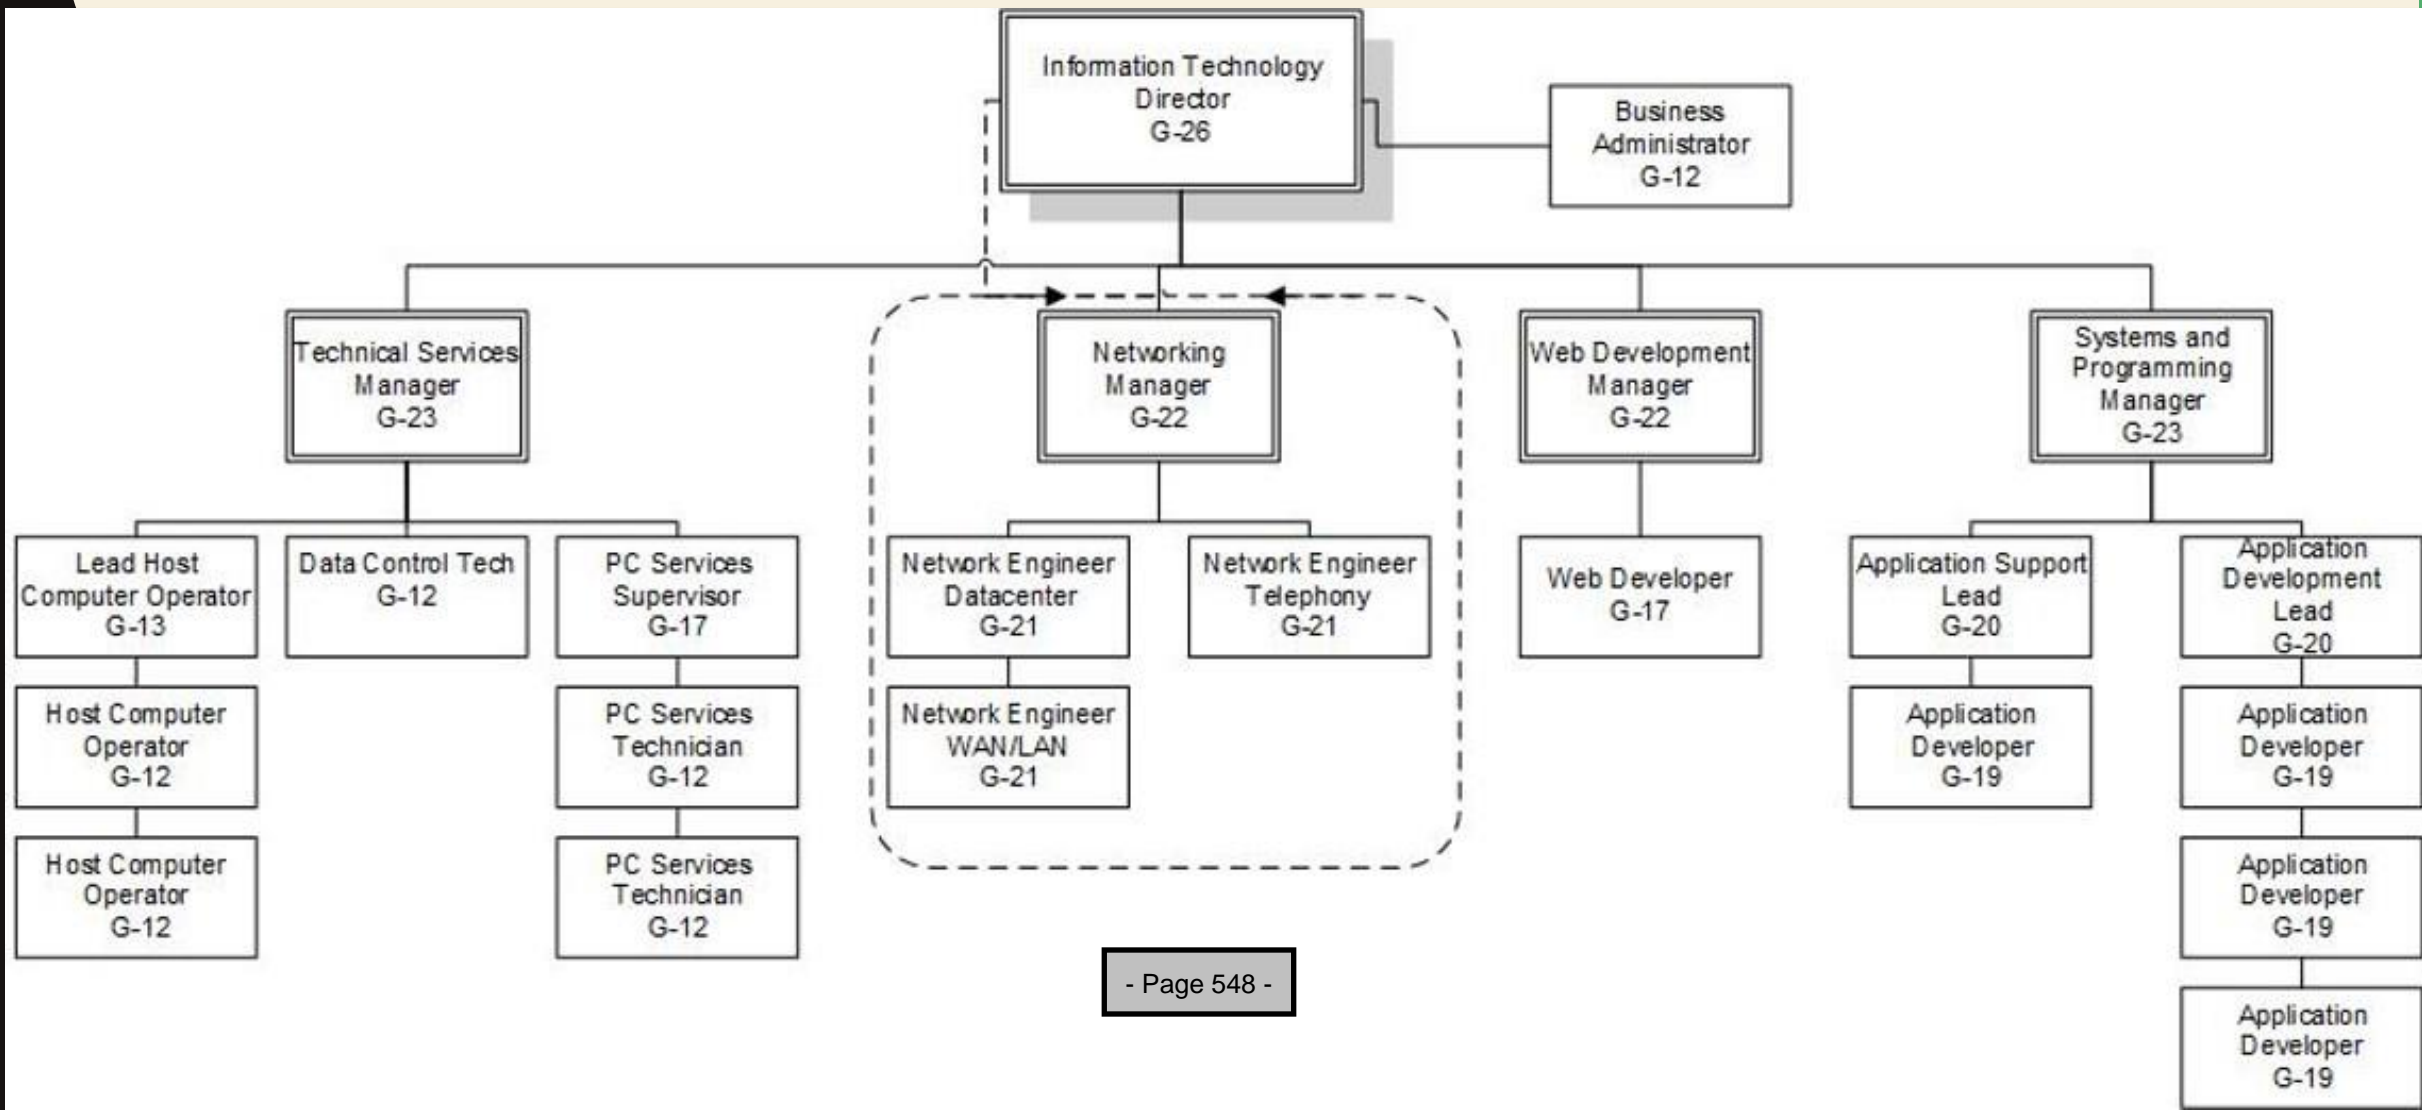 Information Technology
Director
G-26
Business
Administrator
G-12
Technical Services
Manager
G-23
Networking
Manager
G-22
Web Development
Manager
G-22
Systems and
Programming
Manager
G-23
Lead Host
Computer Operator
G-13
Data Control Tech
G-12
PC Services
Supervisor
G-17
Network Engineer
Datacenter
G-21
Network Engineer
Telephony
G-21
Web Developer
G-17
Application Support
Lead
G-20
Application
Development
Lead
G-20
Host Computer
Operator
G-12
PC Services
Technician
G-12
Network Engineer
WAN/LAN
G-21
Application
Developer
G-19
Application
Developer
G-19
Host Computer
Operator
G-12
PC Services
Technician
G-12
Application
Developer
G-19
- Page 548 -
Application
Developer
G-19